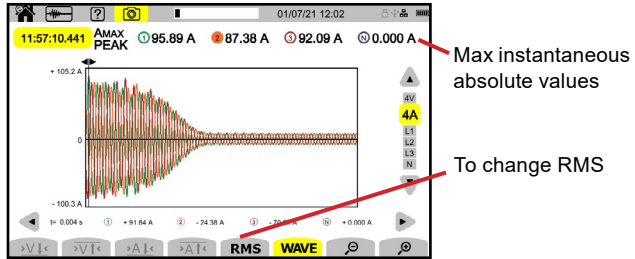 ? 01/07/21 12:02
11:57:10.441 AMAX PEAK 1 95.89 A 2 87.38 A 3 92.09 A N 0.000 A
Max instantaneous
absolute values
+ 105.2 A
4V
4A
0
L1
L2
L3
N
To change RMS
- 100.3 A
t= 0.004 s 1 + 91.84 A 2 - 24.38 A 3 - 70. A N + 0.000 A
>V↓< >V↑< >A↓< >A↑< RMS WAVE